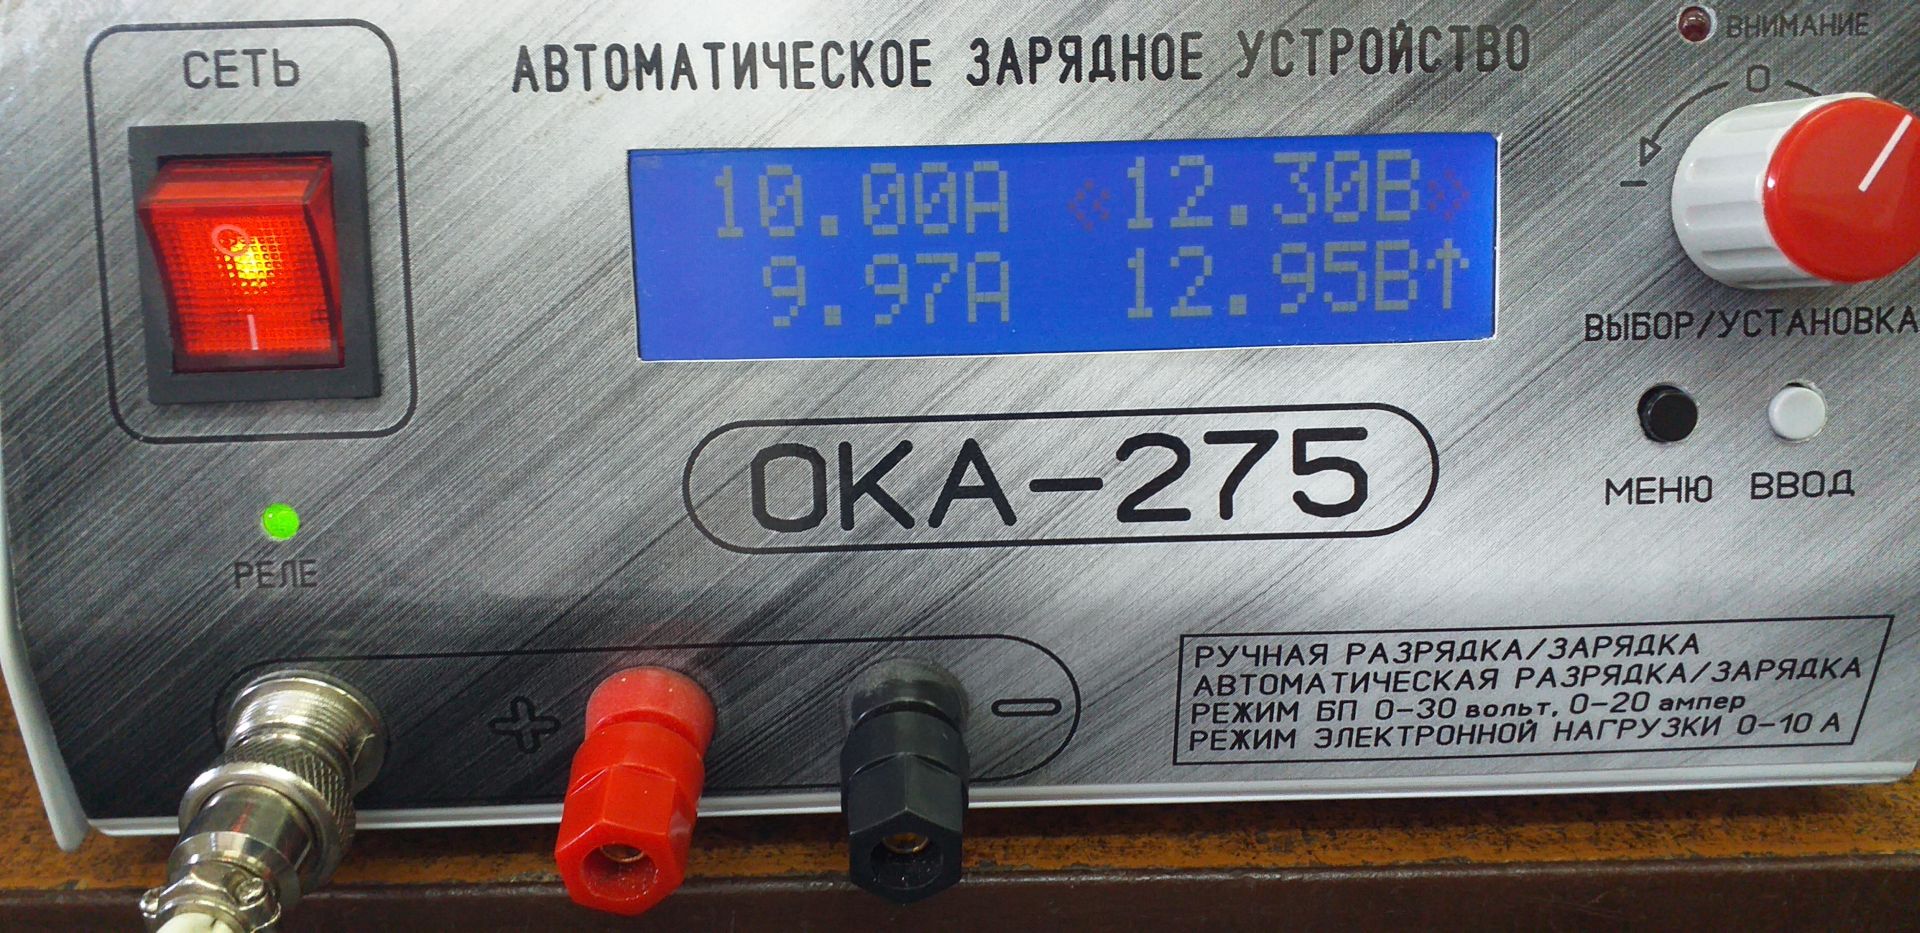 СЕТЬ
АВТОМАТИЧЕСКОЕ ЗАРЯДНОЕ УСТРОЙСТВО
ВНИМАНИЕ
0
10.00А 12.30В
9.97А 12.95В↑
ВЫБОР/УСТАНОВКА
ОКА-275
МЕНЮ ВВОД
РЕЛЕ
+
-
РУЧНАЯ РАЗРЯДКА/ЗАРЯДКА
АВТОМАТИЧЕСКАЯ РАЗРЯДКА/ЗАРЯДКА
РЕЖИМ БП 0-30 вольт, 0-20 ампер
РЕЖИМ ЭЛЕКТРОННОЙ НАГРУЗКИ 0-10 А